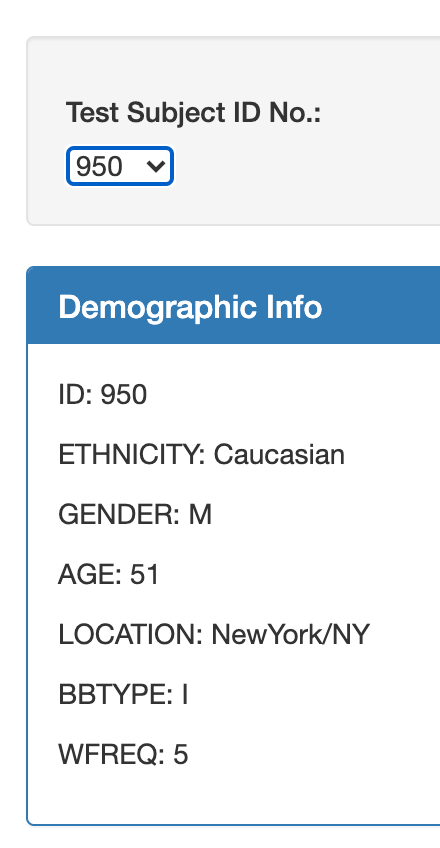 Test Subject ID No.:
950
Demographic Info
ID: 950
ETHNICITY: Caucasian
GENDER: M
AGE: 51
LOCATION: NewYork/NY
BBTYPE: I
WFREQ: 5